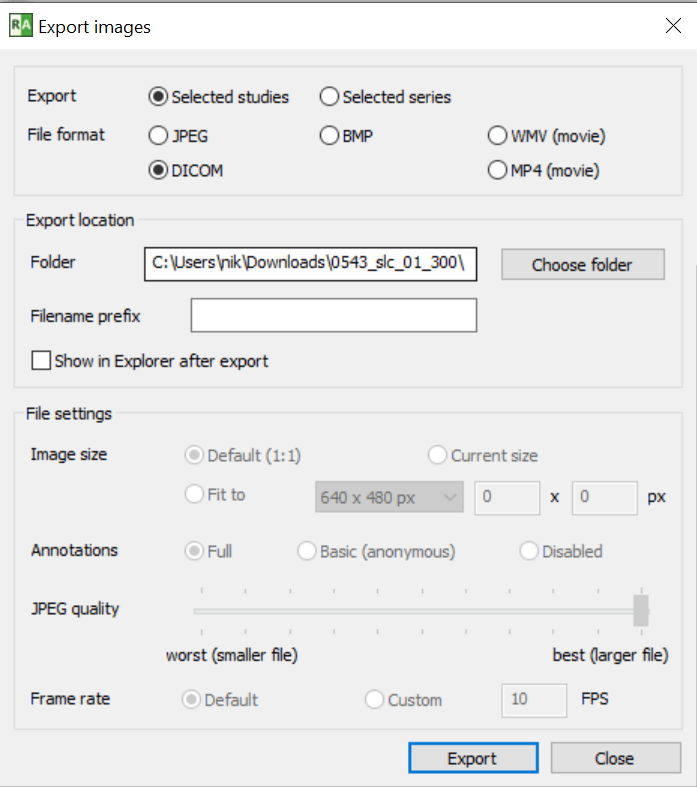 RA Export images
Export Selected studies Selected series
File format JPEG BMP WMV (movie)
DICOM MP4 (movie)
Export location
Folder C:\Users\nik\Downloads\0543_slc_01_300\ Choose folder
Filename prefix
Show in Explorer after export
File settings
Image size Default (1:1) Current size
Fit to 640 x 480 px 0 x 0 px
Annotations Full Basic (anonymous) Disabled
JPEG quality
worst (smaller file) best (larger file)
Frame rate Default Custom 10 FPS
Export Close